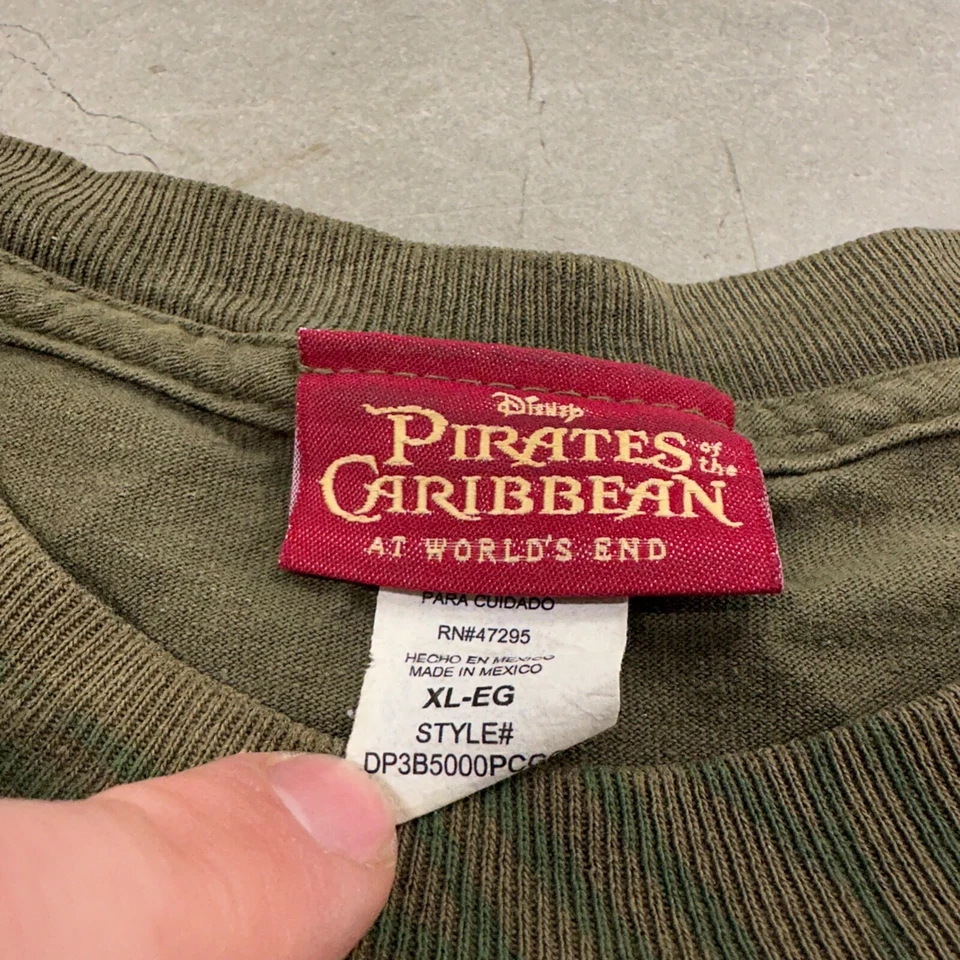 Disney
PIRATES of the
CARIBBEAN
AT WORLD'S END
PARA CUIDADO
RN#47295
HECHO EN MEXICO
MADE IN MEXICO
XL-EG
STYLE#